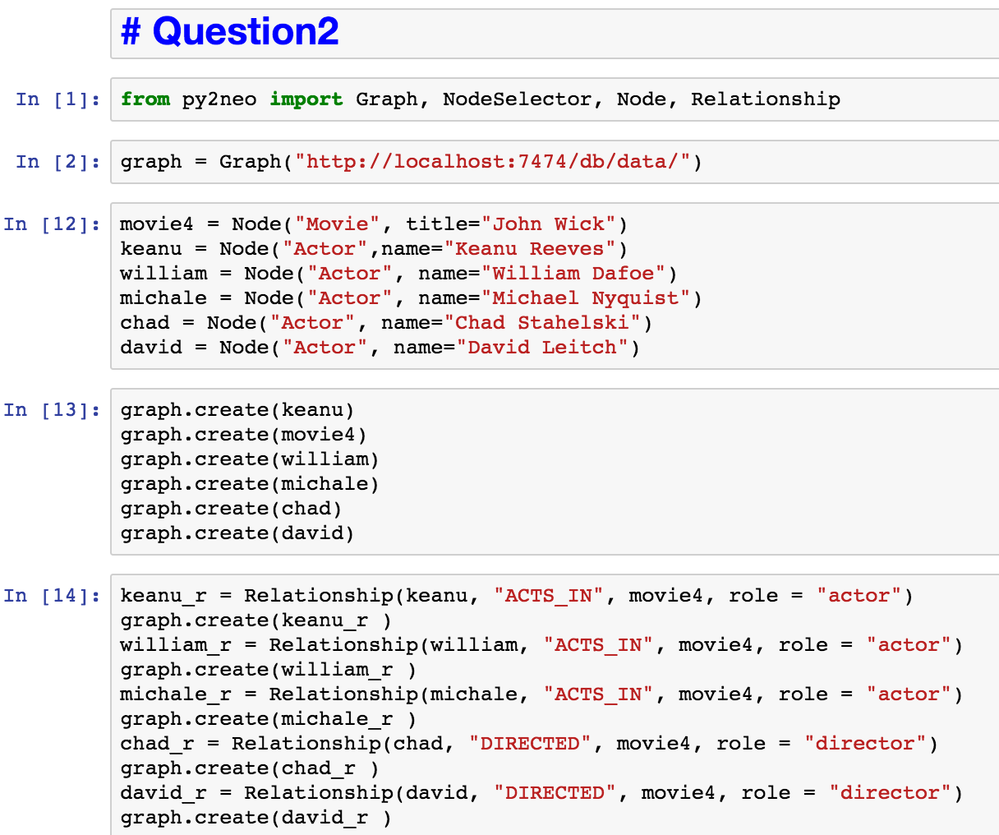 # Question2
In [1]: from py2neo import Graph, NodeSelector, Node, Relationship
In [2]: graph = Graph("http://localhost:7474/db/data/")
In [12]: movie4 = Node("Movie", title="John Wick")
keanu = Node("Actor",name="Keanu Reeves")
william = Node("Actor", name="William Dafoe")
michale = Node("Actor", name="Michael Nyquist")
chad = Node("Actor", name="Chad Stahelski")
david = Node("Actor", name="David Leitch")
In [13]: graph.create(keanu)
graph.create(movie4)
graph.create(william)
graph.create(michale)
graph.create(chad)
graph.create(david)
In [14]: keanu_r = Relationship(keanu, "ACTS_IN", movie4, role = "actor")
graph.create(keanu_r )
william_r = Relationship(william, "ACTS_IN", movie4, role = "actor")
graph.create(william_r )
michale_r = Relationship(michale, "ACTS_IN", movie4, role = "actor")
graph.create(michale_r )
chad_r = Relationship(chad, "DIRECTED", movie4, role = "director")
graph.create(chad_r )
david_r = Relationship(david, "DIRECTED", movie4, role = "director")
graph.create(david_r )